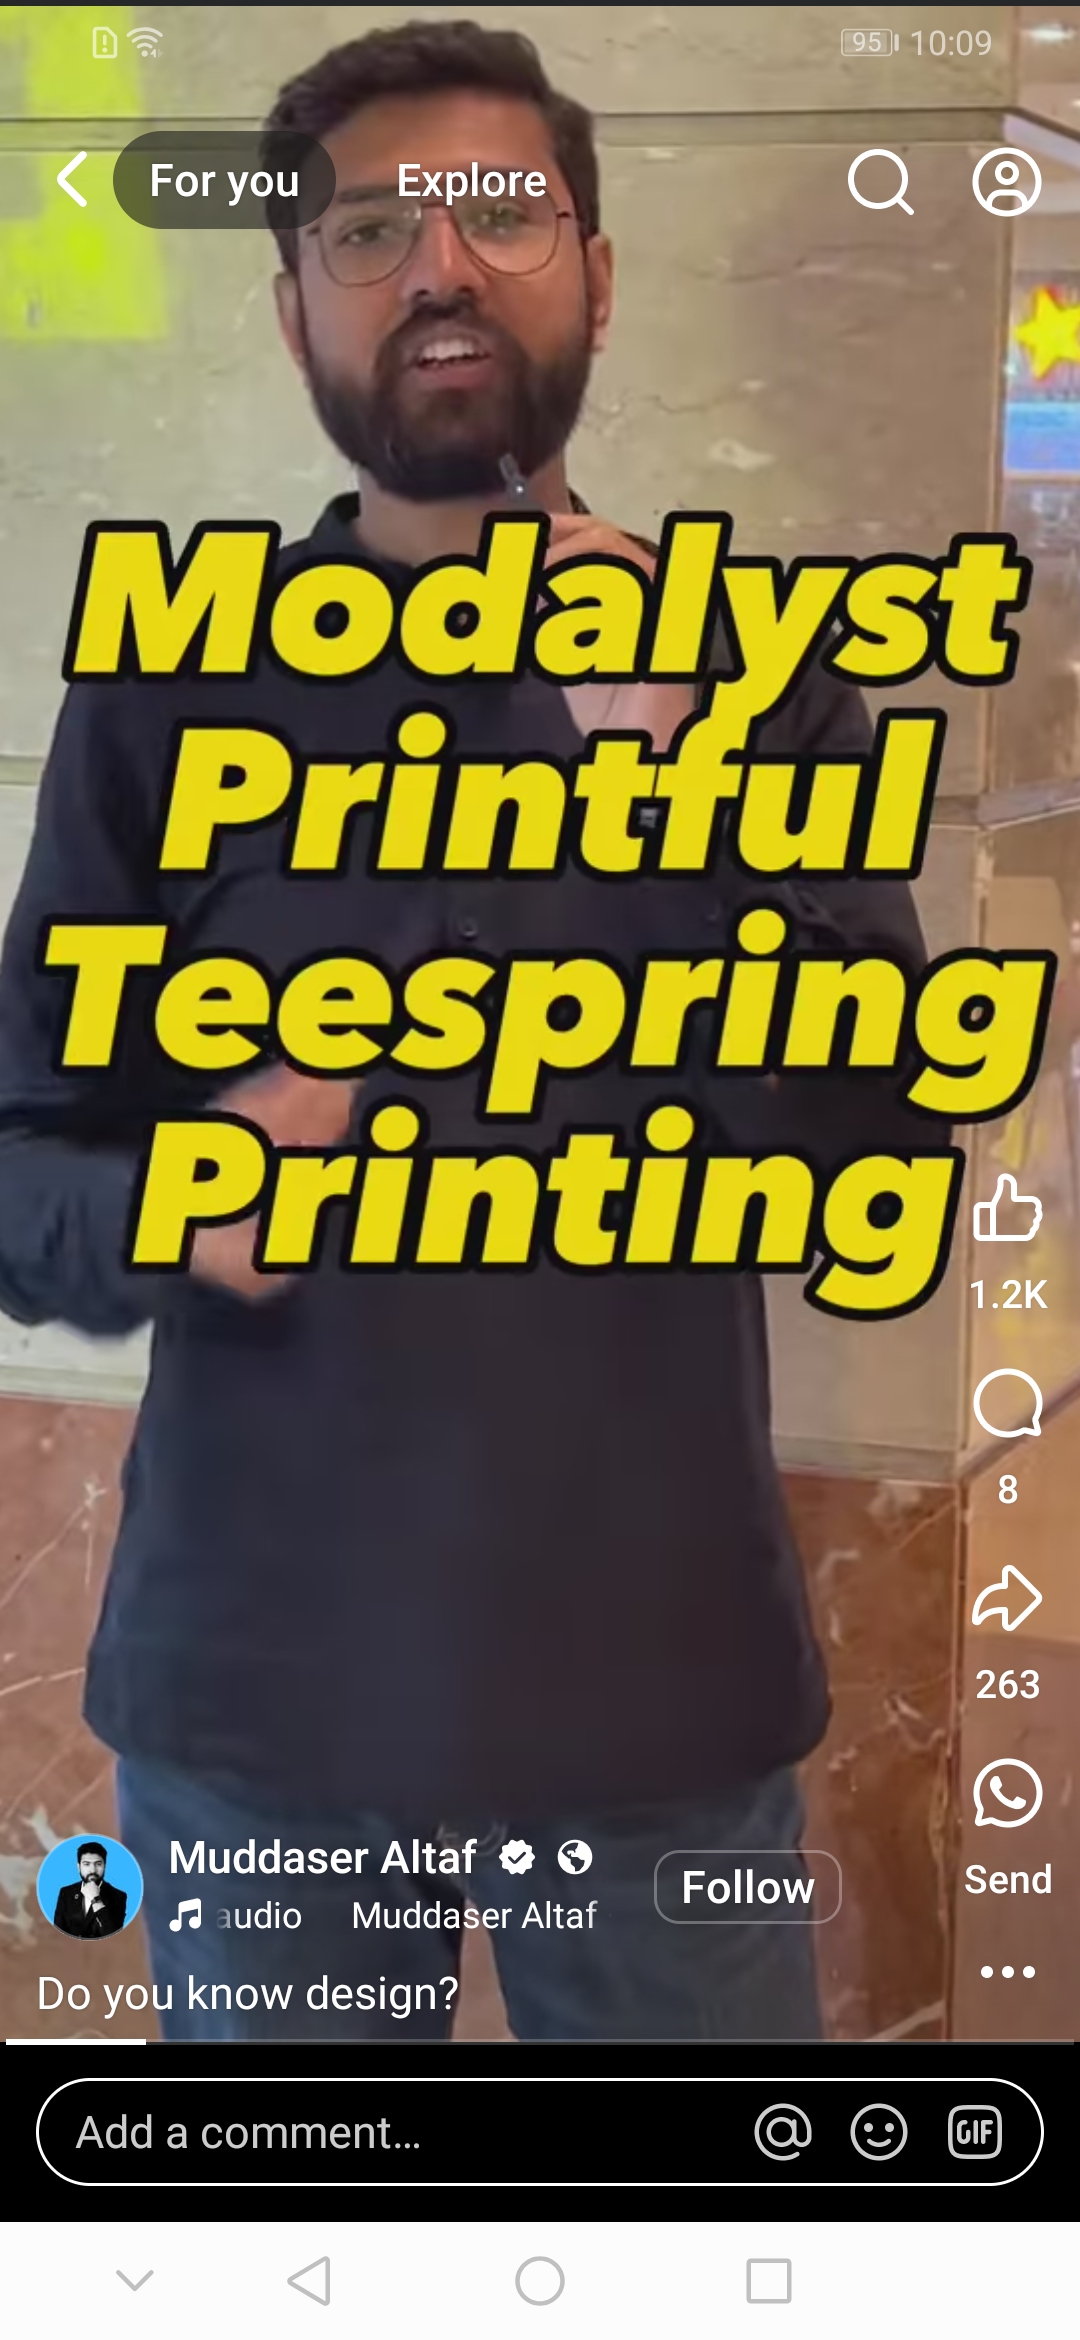 95 10:09
For you Explore
Modalyst
Printful
Teespring
Printing
1.2K
8
263
Send
Muddaser Altaf
audio Muddaser Altaf
Follow
Do you know design?
Add a comment...
GIF